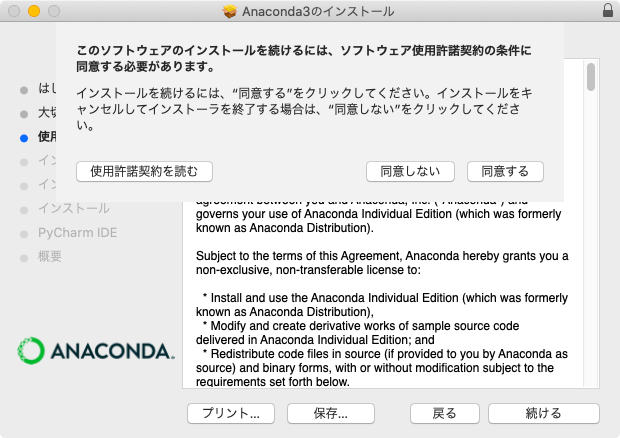 Anaconda3のインストール
このソフトウェアのインストールを続けるには、ソフトウェア使用許諾契約の条件に
同意する必要があります。
インストールを続けるには、“同意する”をクリックしてください。インストールをキ
ャンセルしてインストーラを終了する場合は、“同意しない”をクリックしてくださ
い。
使用許諾契約を読む
同意しない
同意する
はし
大切
使用
イン
イン
インストール
PyCharm IDE
概要
ANACONDA.
agreement between you and Anaconda, Inc. ("Anaconda") and
governs your use of Anaconda Individual Edition (which was formerly
known as Anaconda Distribution).
Subject to the terms of this Agreement, Anaconda hereby grants you a
non-exclusive, non-transferable license to:
* Install and use the Anaconda Individual Edition (which was formerly
known as Anaconda Distribution),
* Modify and create derivative works of sample source code
delivered in Anaconda Individual Edition; and
* Redistribute code files in source (if provided to you by Anaconda as
source) and binary forms, with or without modification subject to the
requirements set forth below.
プリント...
保存...
戻る
続ける